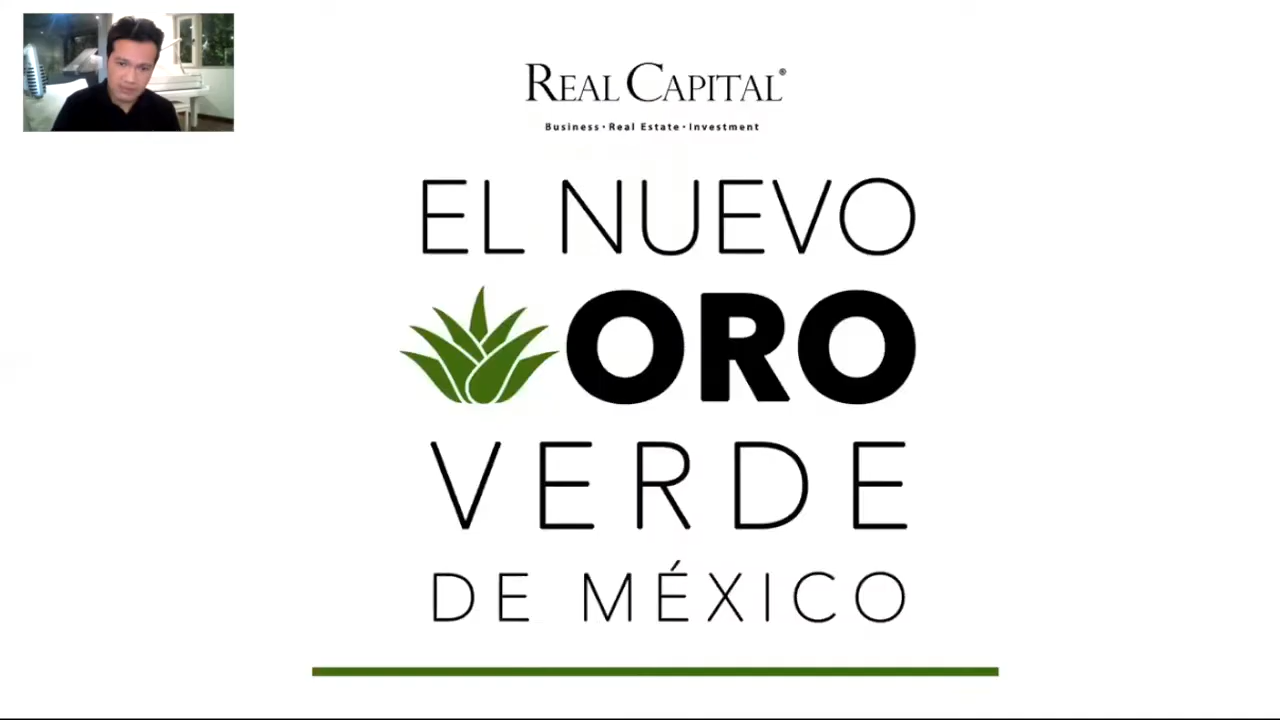 REAL CAPITAL®
Business · Real Estate · Investment
EL NUEVO
ORO
VERDE
DE MÉXICO